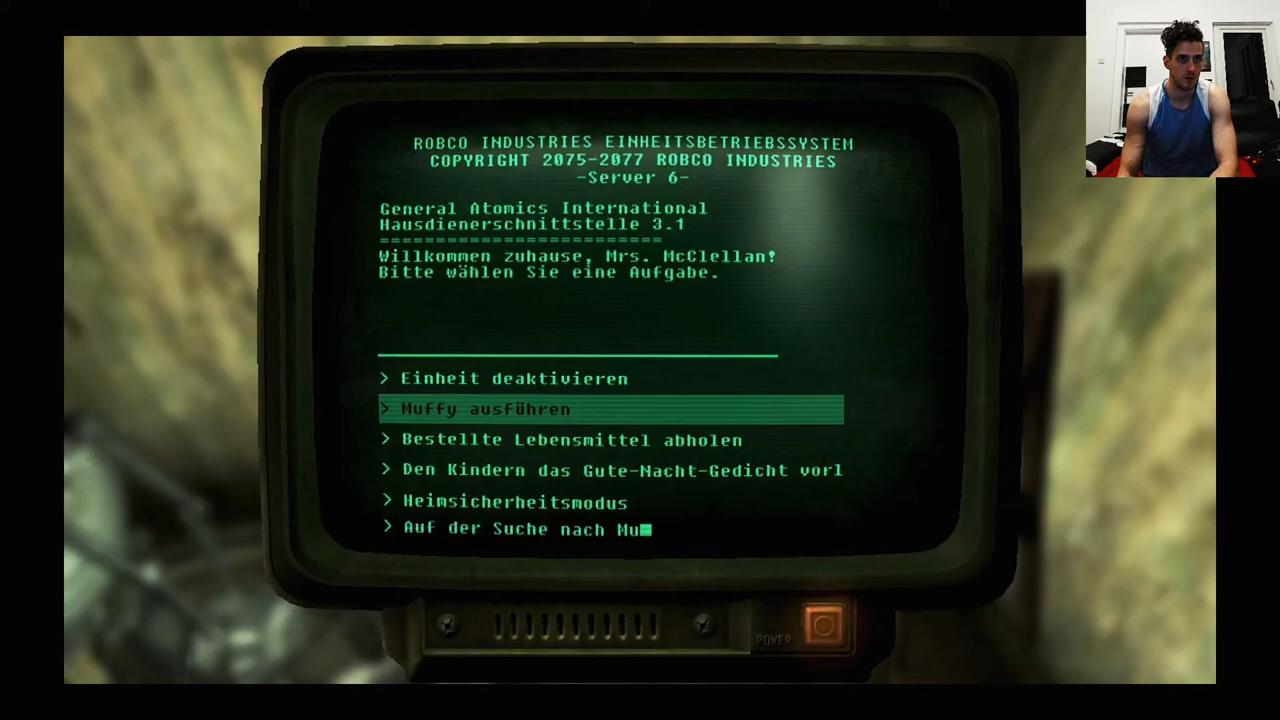 ROBCO INDUSTRIES EINHEITSBETRIEBSSYSTEM
COPYRIGHT 2075-2077 ROBCO INDUSTRIES
-Server 6-
General Atomics International
Hausdienerschnittstelle 3.1
=========================
Willkommen zuhause, Mrs. McClellan!
Bitte wählen Sie eine Aufgabe.
> Einheit deaktivieren
> Muffy ausführen
> Bestellte Lebensmittel abholen
> Den Kindern das Gute-Nacht-Gedicht vorl
> Heimsicherheitsmodus
> Auf der Suche nach Mu
POWER